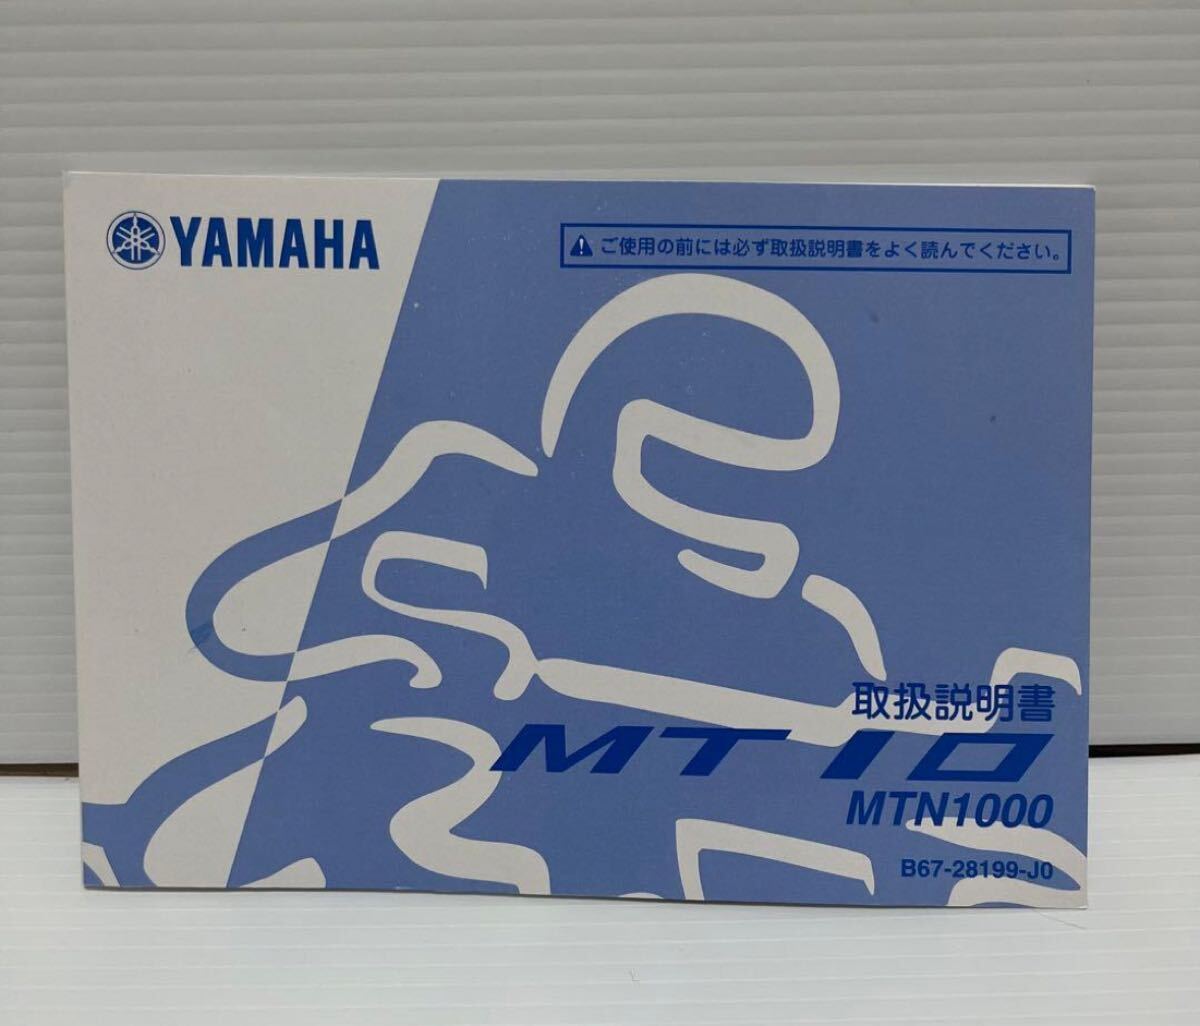 YAMAHA
⚠ ご使用の前には必ず取扱説明書をよく読んでください。
取扱説明書
MT10
MTN1000
B67-28199-J0